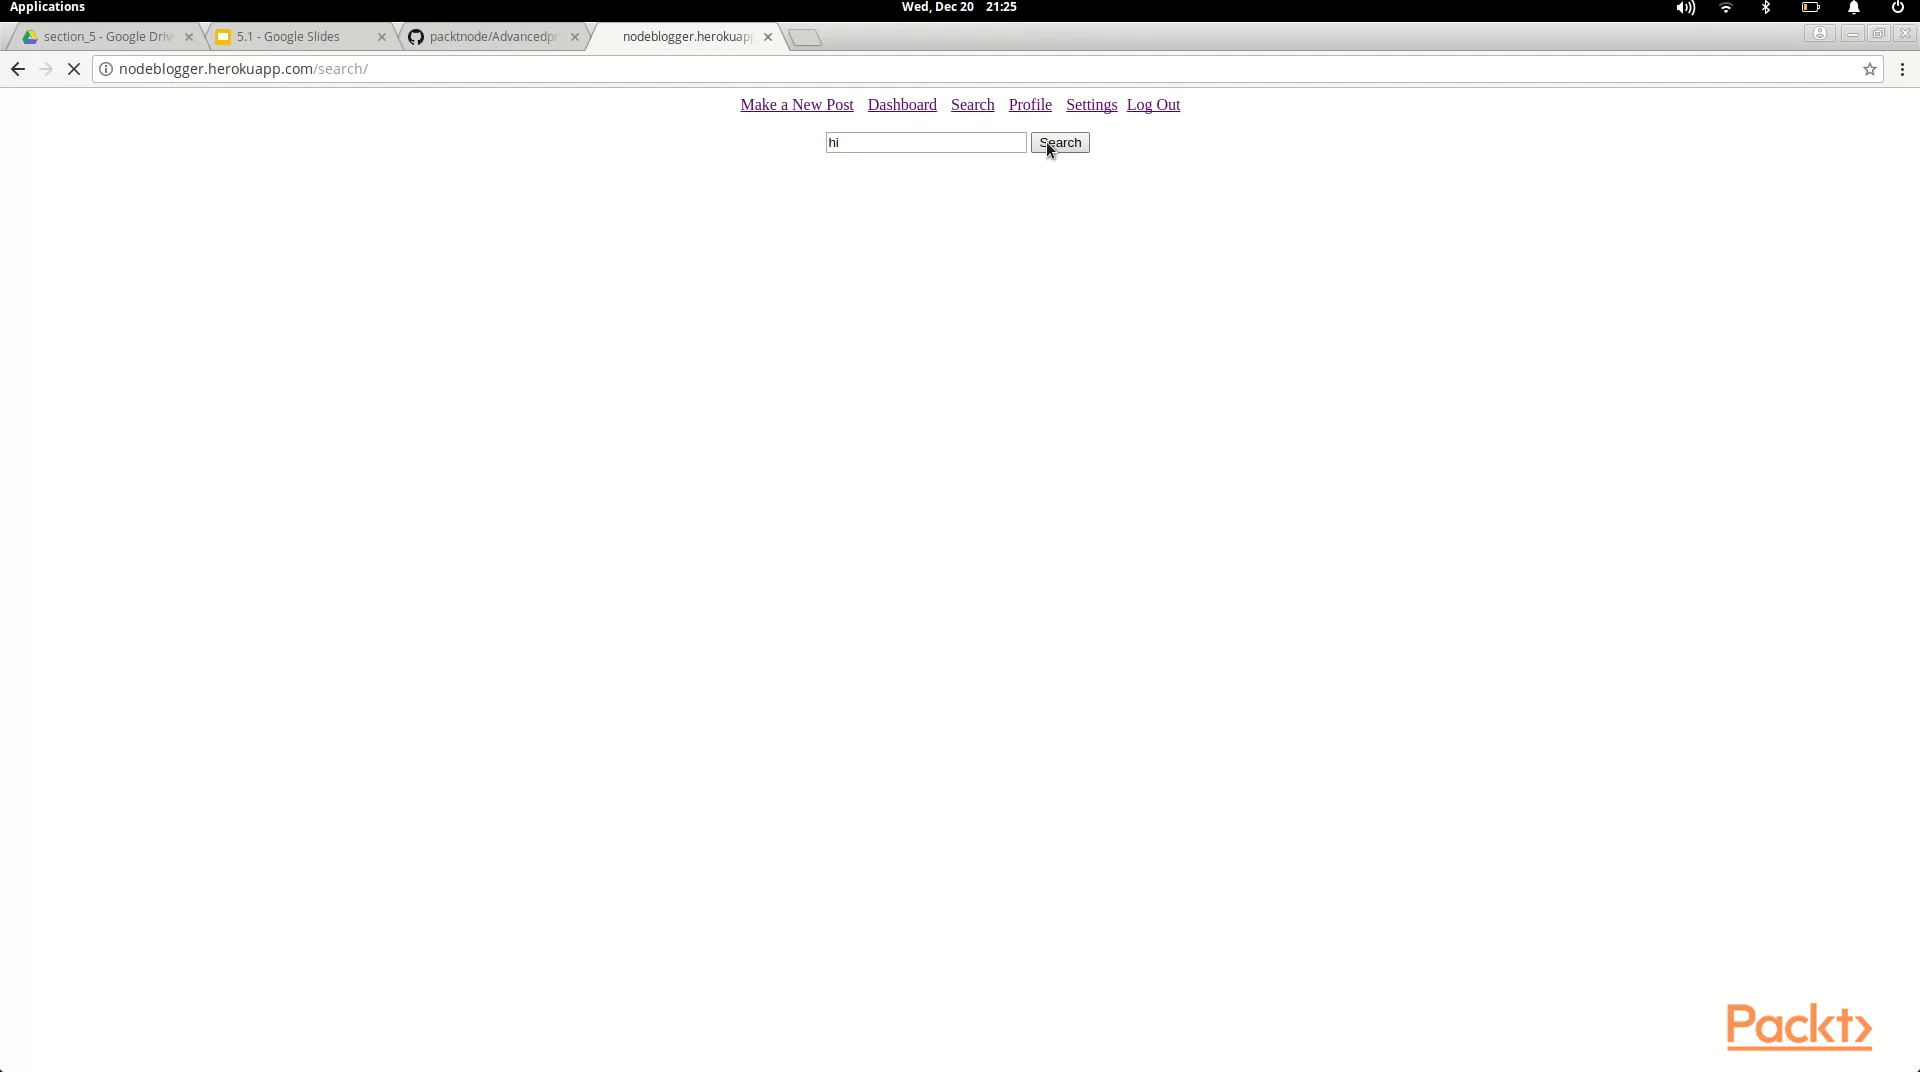 Applications
Wed, Dec 20 21:25
section_5 - Google Driv
5.1 - Google Slides
packtnode/Advancedpr
nodeblogger.herokuapp
nodeblogger.herokuapp.com/search/
Make a New Post Dashboard Search Profile Settings Log Out
hi Search
Packt